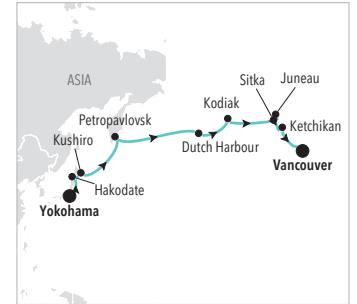 ASIA
Sitka
Juneau
Kodiak
Petropavlovsk
Ketchikan
Kushiro
Dutch Harbour
Vancouver
Hakodate
Yokohama